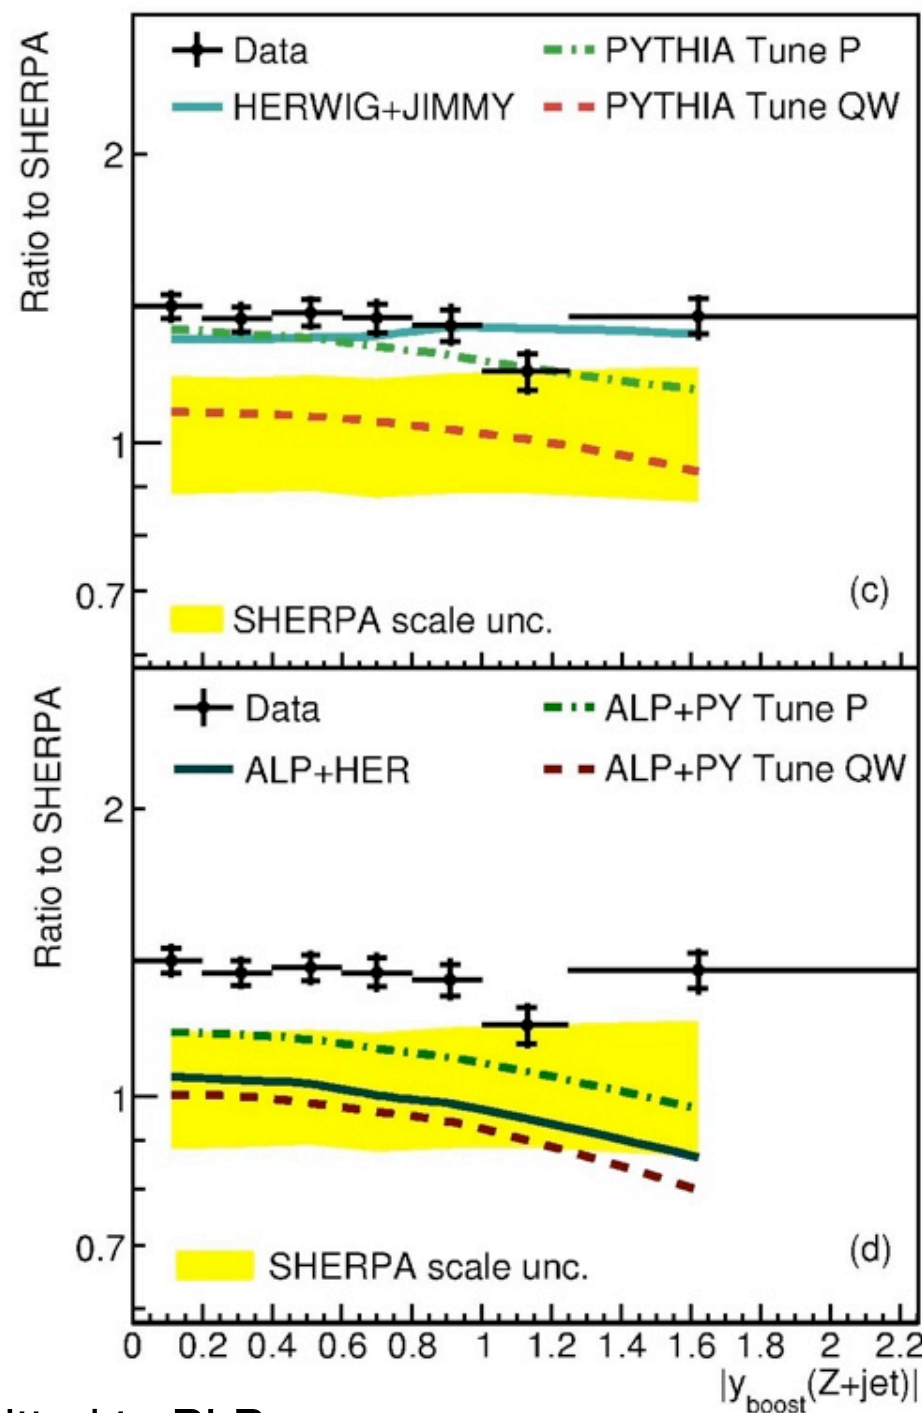 Ratio to SHERPA
Data
PYTHIA Tune P
HERWIG+JIMMY
PYTHIA Tune QW
2
1
0.7
(c)
SHERPA scale unc.
Ratio to SHERPA
Data
ALP+PY Tune P
ALP+HER
ALP+PY Tune QW
2
1
0.7
(d)
SHERPA scale unc.
0 0.2 0.4 0.6 0.8 1 1.2 1.4 1.6 1.8 2 2.2
|y_boost(Z+jet)|